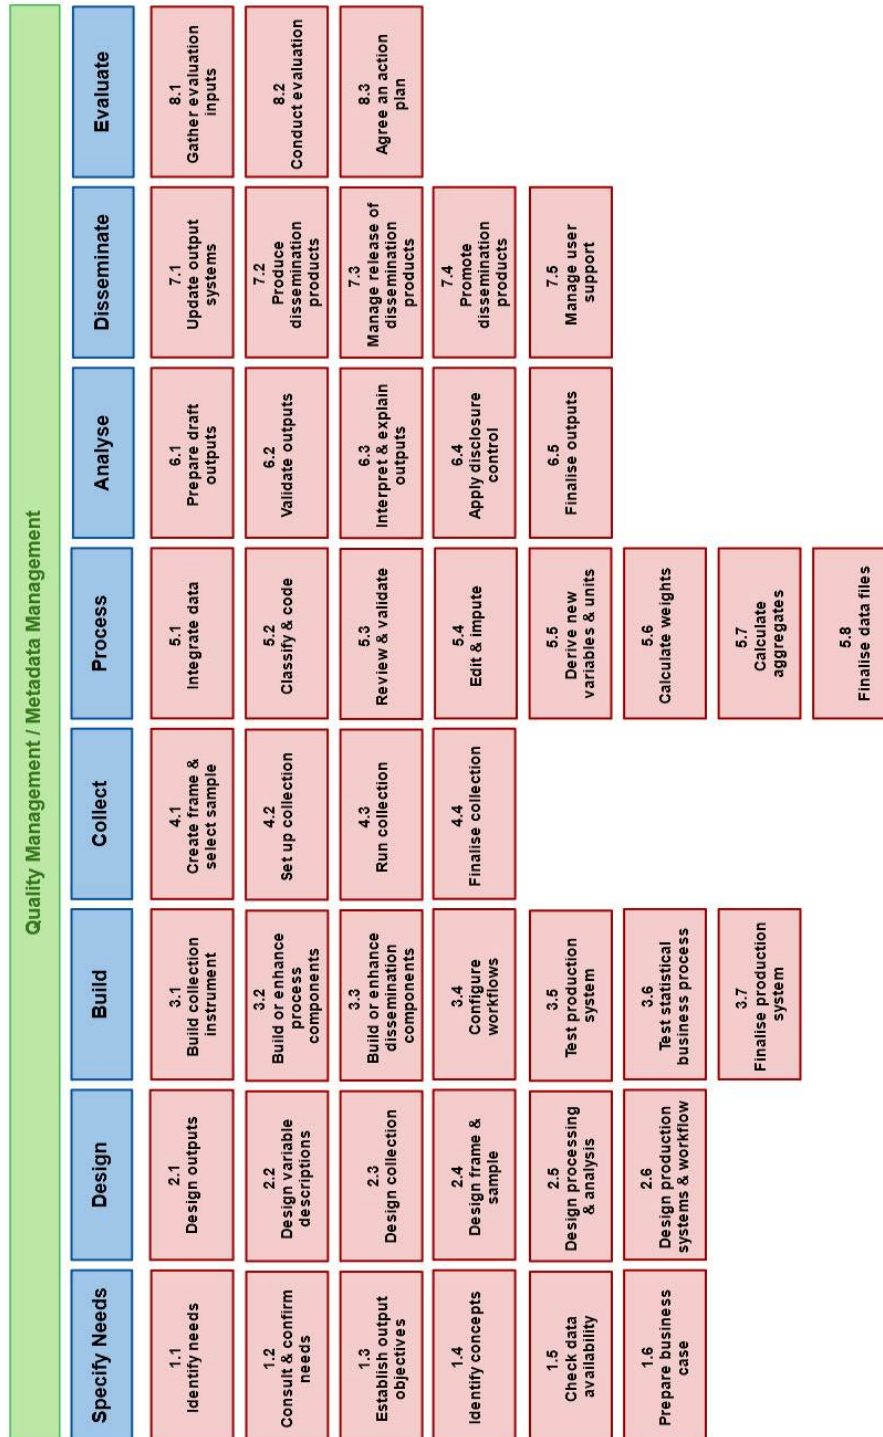 Quality Management / Metadata Management
Specify Needs
Design
Build
Collect
Process
Analyse
Disseminate
Evaluate
1.1
Identify needs
1.2
Consult & confirm
needs
1.3
Establish output
objectives
1.4
Identify concepts
1.5
Check data
availability
1.6
Prepare business
case
2.1
Design outputs
2.2
Design variable
descriptions
2.3
Design collection
2.4
Design frame &
sample
2.5
Design processing
& analysis
2.6
Design production
systems & workflow
3.1
Build collection
instrument
3.2
Build or enhance
process
components
3.3
Build or enhance
dissemination
components
3.4
Configure
workflows
3.5
Test production
system
3.6
Test statistical
business process
3.7
Finalise production
system
4.1
Create frame &
select sample
4.2
Set up collection
4.3
Run collection
4.4
Finalise collection
5.1
Integrate data
5.2
Classify & code
5.3
Review & validate
5.4
Edit & impute
5.5
Derive new
variables & units
5.6
Calculate weights
5.7
Calculate
aggregates
5.8
Finalise data files
6.1
Prepare draft
outputs
6.2
Validate outputs
6.3
Interpret & explain
outputs
6.4
Apply disclosure
control
6.5
Finalise outputs
7.1
Update output
systems
7.2
Produce
dissemination
products
7.3
Manage release of
dissemination
products
7.4
Promote
dissemination
products
7.5
Manage user
support
8.1
Gather evaluation
inputs
8.2
Conduct evaluation
8.3
Agree an action
plan